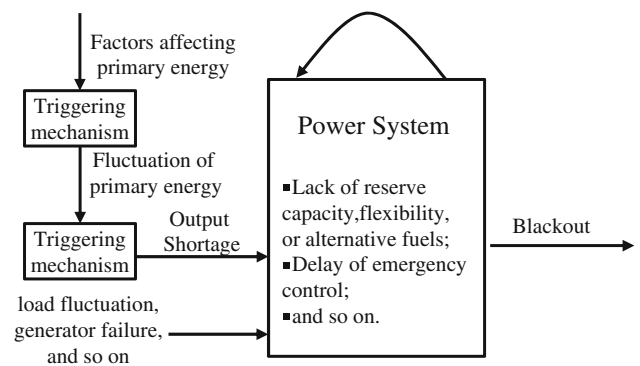 Factors affecting
primary energy
Triggering
mechanism
Fluctuation of
primary energy
Triggering
mechanism
Output
Shortage
load fluctuation,
generator failure,
and so on
Power System
▪Lack of reserve
capacity,flexibility,
or alternative fuels;
▪Delay of emergency
control;
▪and so on.
Blackout